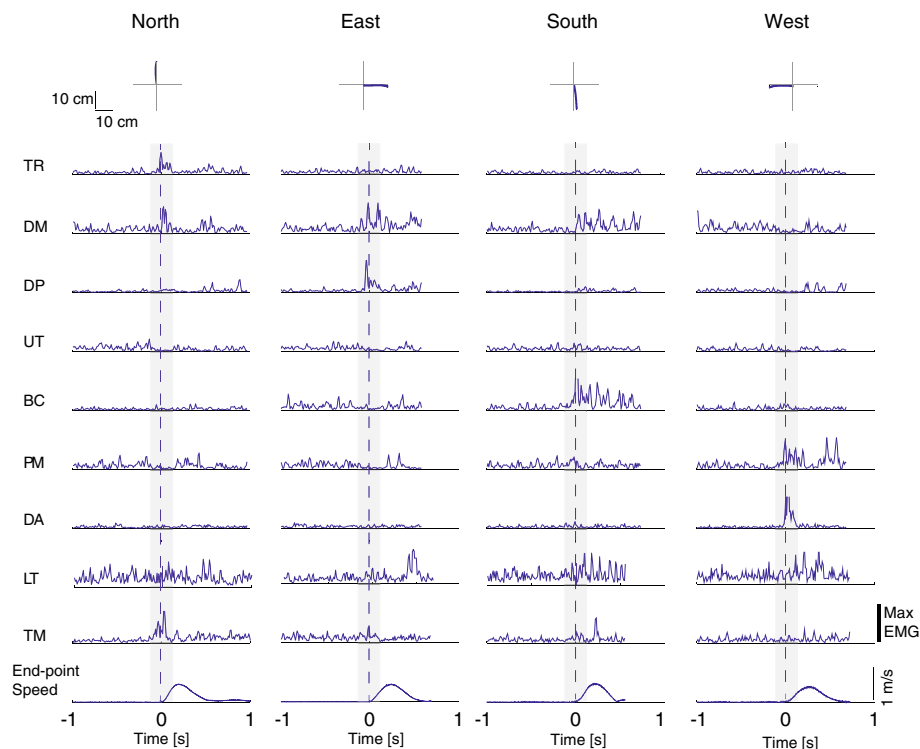 North East South West
10 cm
10 cm
TR
DM
DP
UT
BC
PM
DA
LT
TM
Max
EMG
End-point
Speed
1 m/s
-1 0 1 -1 0 1 -1 0 1 -1 0 1
Time [s] Time [s] Time [s] Time [s]